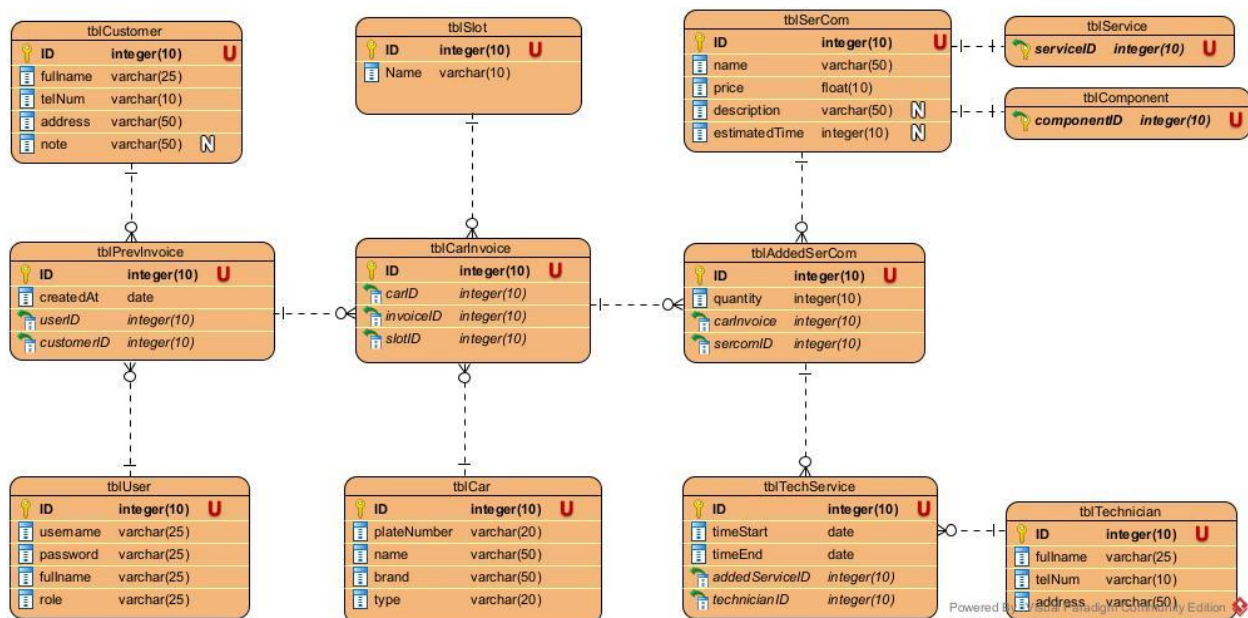 tblCustomer
ID integer(10) U
fullname varchar(25)
telNum varchar(10)
address varchar(50)
note varchar(50) N
tblSlot
ID integer(10) U
Name varchar(10)
tblSerCom
ID integer(10) U
name varchar(50)
price float(10)
description varchar(50) N
estimatedTime integer(10) N
tblService
serviceID integer(10) U
tblComponent
componentID integer(10) U
tblPrevInvoice
ID integer(10) U
createdAt date
userID integer(10)
customerID integer(10)
tblCarInvoice
ID integer(10) U
carID integer(10)
invoiceID integer(10)
slotID integer(10)
tblAddedSerCom
ID integer(10) U
quantity integer(10)
carInvoice integer(10)
sercomID integer(10)
tblUser
ID integer(10) U
username varchar(25)
password varchar(25)
fullname varchar(25)
role varchar(25)
tblCar
ID integer(10) U
plateNumber varchar(20)
name varchar(50)
brand varchar(50)
type varchar(20)
tblTechService
ID integer(10) U
timeStart date
timeEnd date
addedServiceID integer(10)
technicianID integer(10)
tblTechnician
ID integer(10) U
fullname varchar(25)
telNum varchar(10)
address varchar(50)
Powered By Visual Paradigm Community Edition